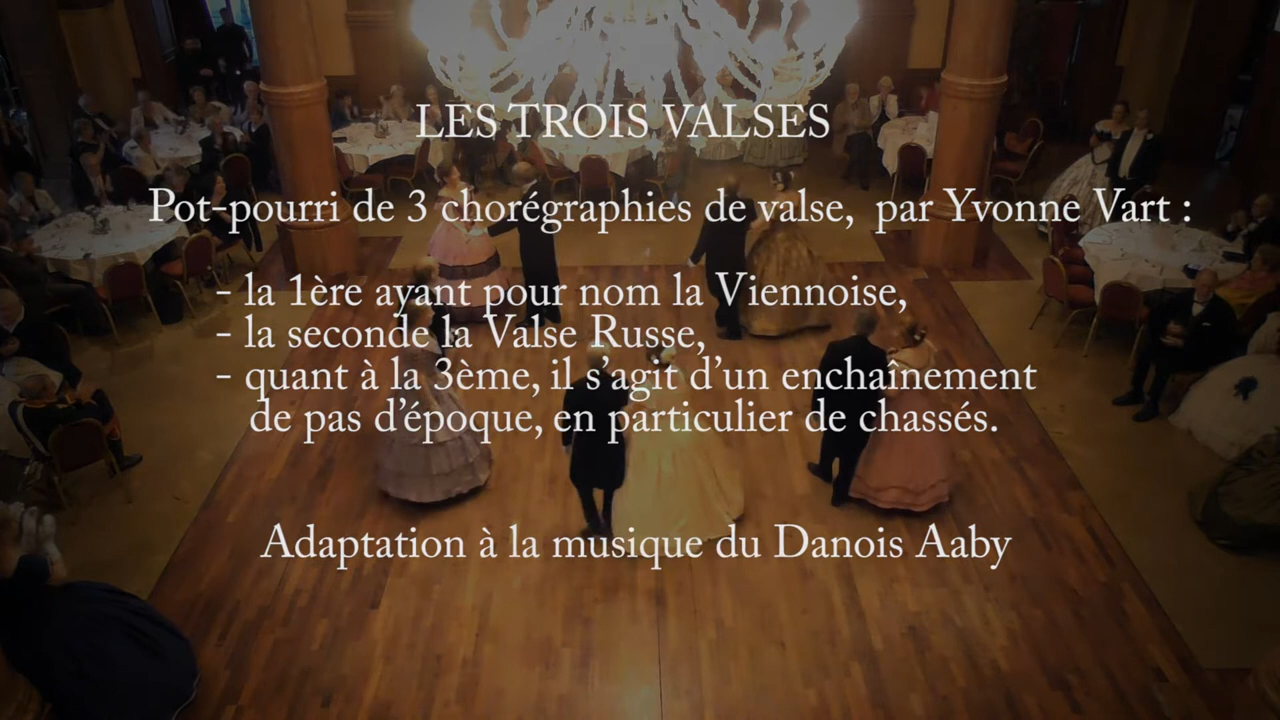 LES TROIS VALSES
Pot-pourri de 3 chorégraphies de valse, par Yvonne Vart :
- la 1ère ayant pour nom la Viennoise,
- la seconde la Valse Russe,
- quant à la 3ème, il s'agit d'un enchaînement
de pas d'époque, en particulier de chassés.
Adaptation à la musique du Danois Aaby